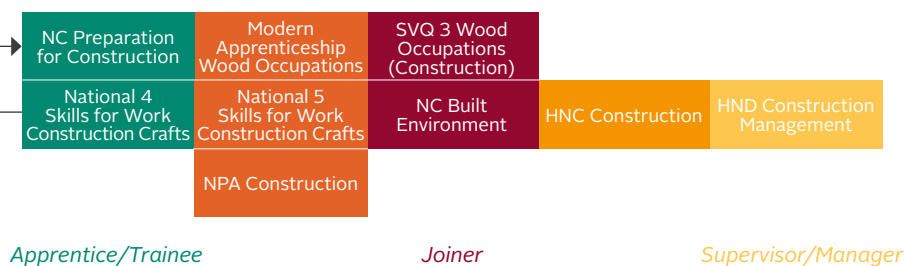 NC Preparation
for Construction
Modern
Apprenticeship
Wood Occupations
SVQ 3 Wood
Occupations
(Construction)
National 4
Skills for Work
Construction Crafts
National 5
Skills for Work
Construction Crafts
NC Built
Environment
HNC Construction
HND Construction
Management
NPA Construction
Apprentice/Trainee
Joiner
Supervisor/Manager